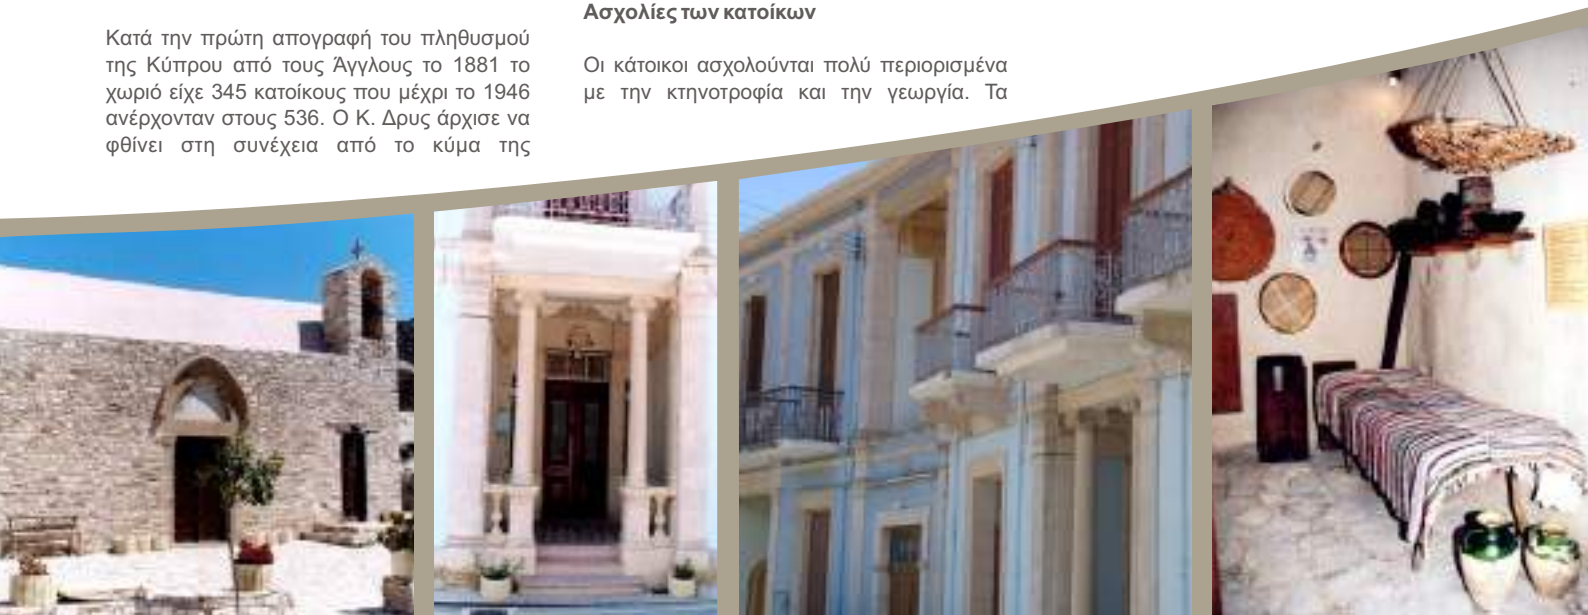 Κατά την πρώτη απογραφή του πληθυσμού
της Κύπρου από τους Άγγλους το 1881 το
χωριό είχε 345 κατοίκους που μέχρι το 1946
ανέρχονταν στους 536. Ο Κ. Δρυς άρχισε να
φθίνει στη συνέχεια από το κύμα της
Ασχολίες των κατοίκων
Οι κάτοικοι ασχολούνται πολύ περιορισμένα
με την κτηνοτροφία και την γεωργία. Τα